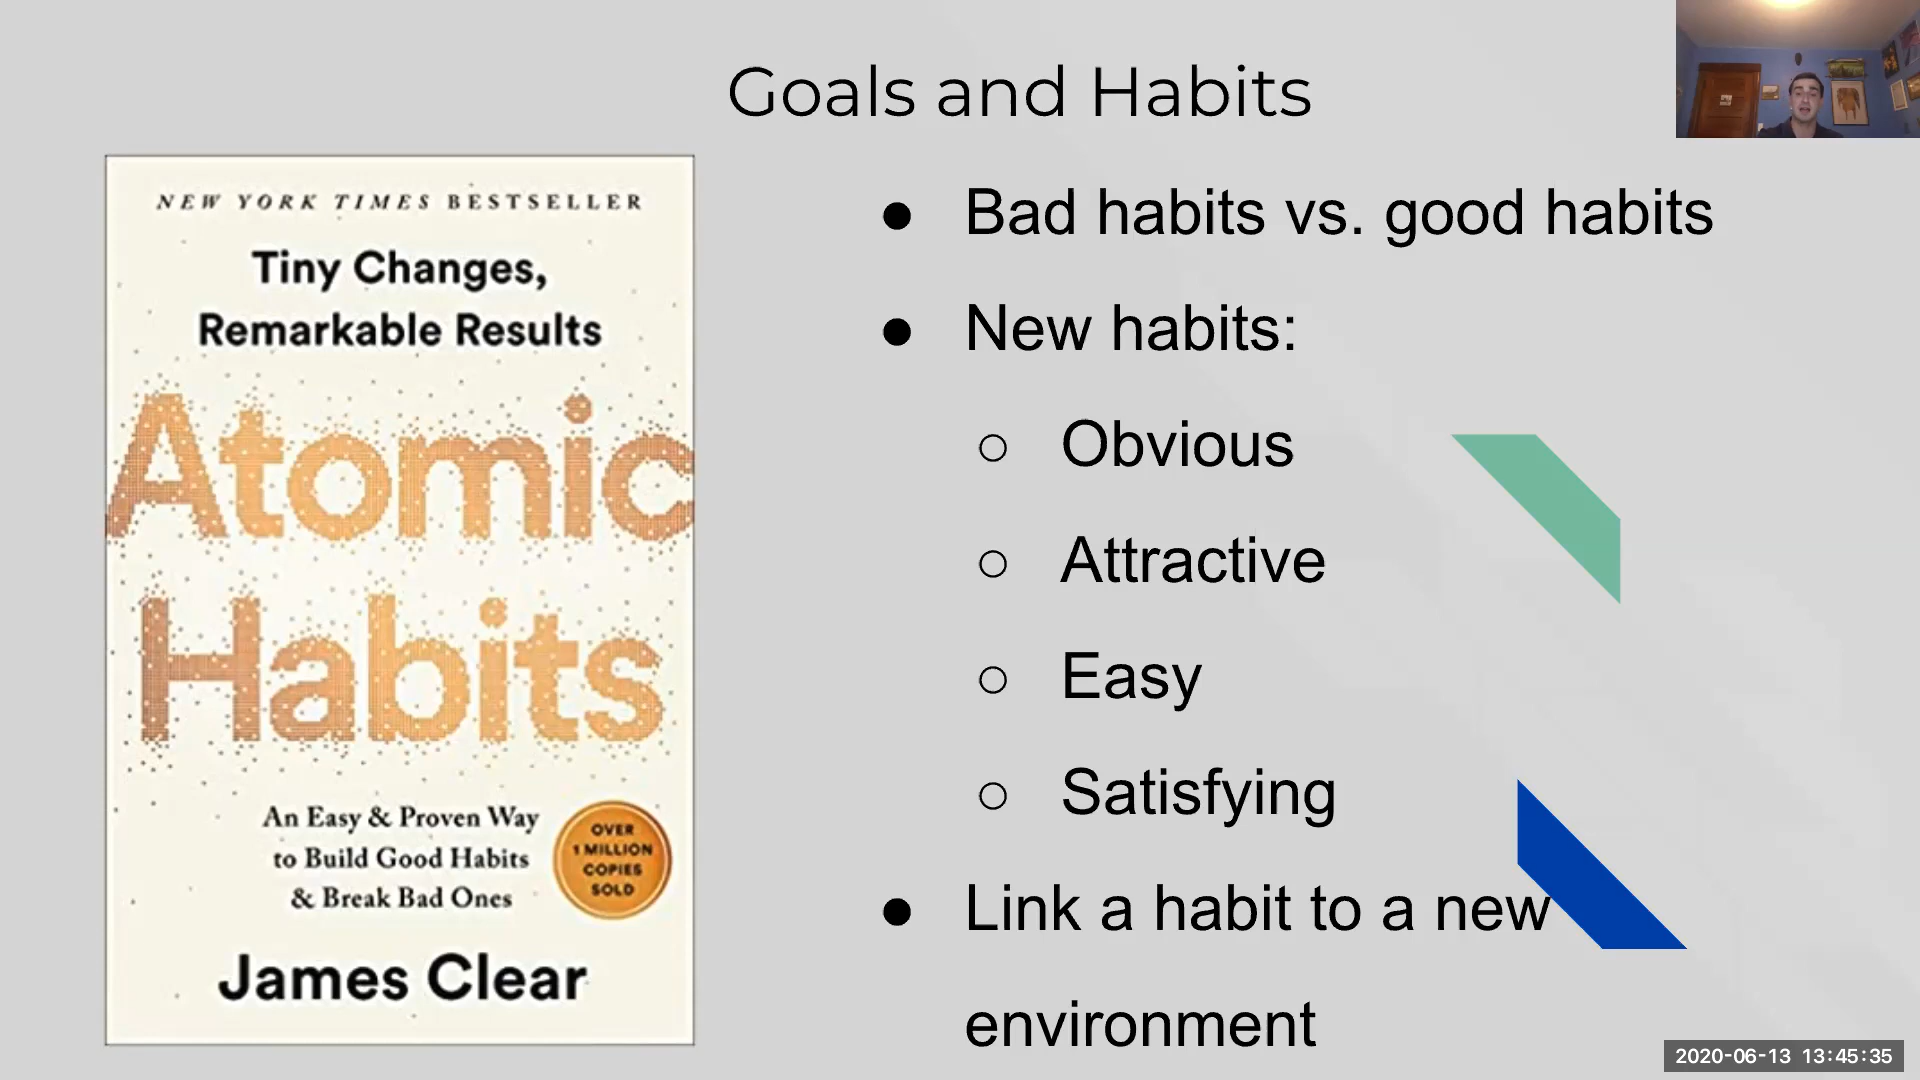 Goals and Habits
NEW YORK TIMES BESTSELLER
Tiny Changes,
Remarkable Results
Atomic
Habits
An Easy & Proven Way
to Build Good Habits
& Break Bad Ones
OVER
1 MILLION
COPIES
SOLD
James Clear
● Bad habits vs. good habits
● New habits:
○ Obvious
○ Attractive
○ Easy
○ Satisfying
● Link a habit to a new
environment
2020-06-13 13:45:35